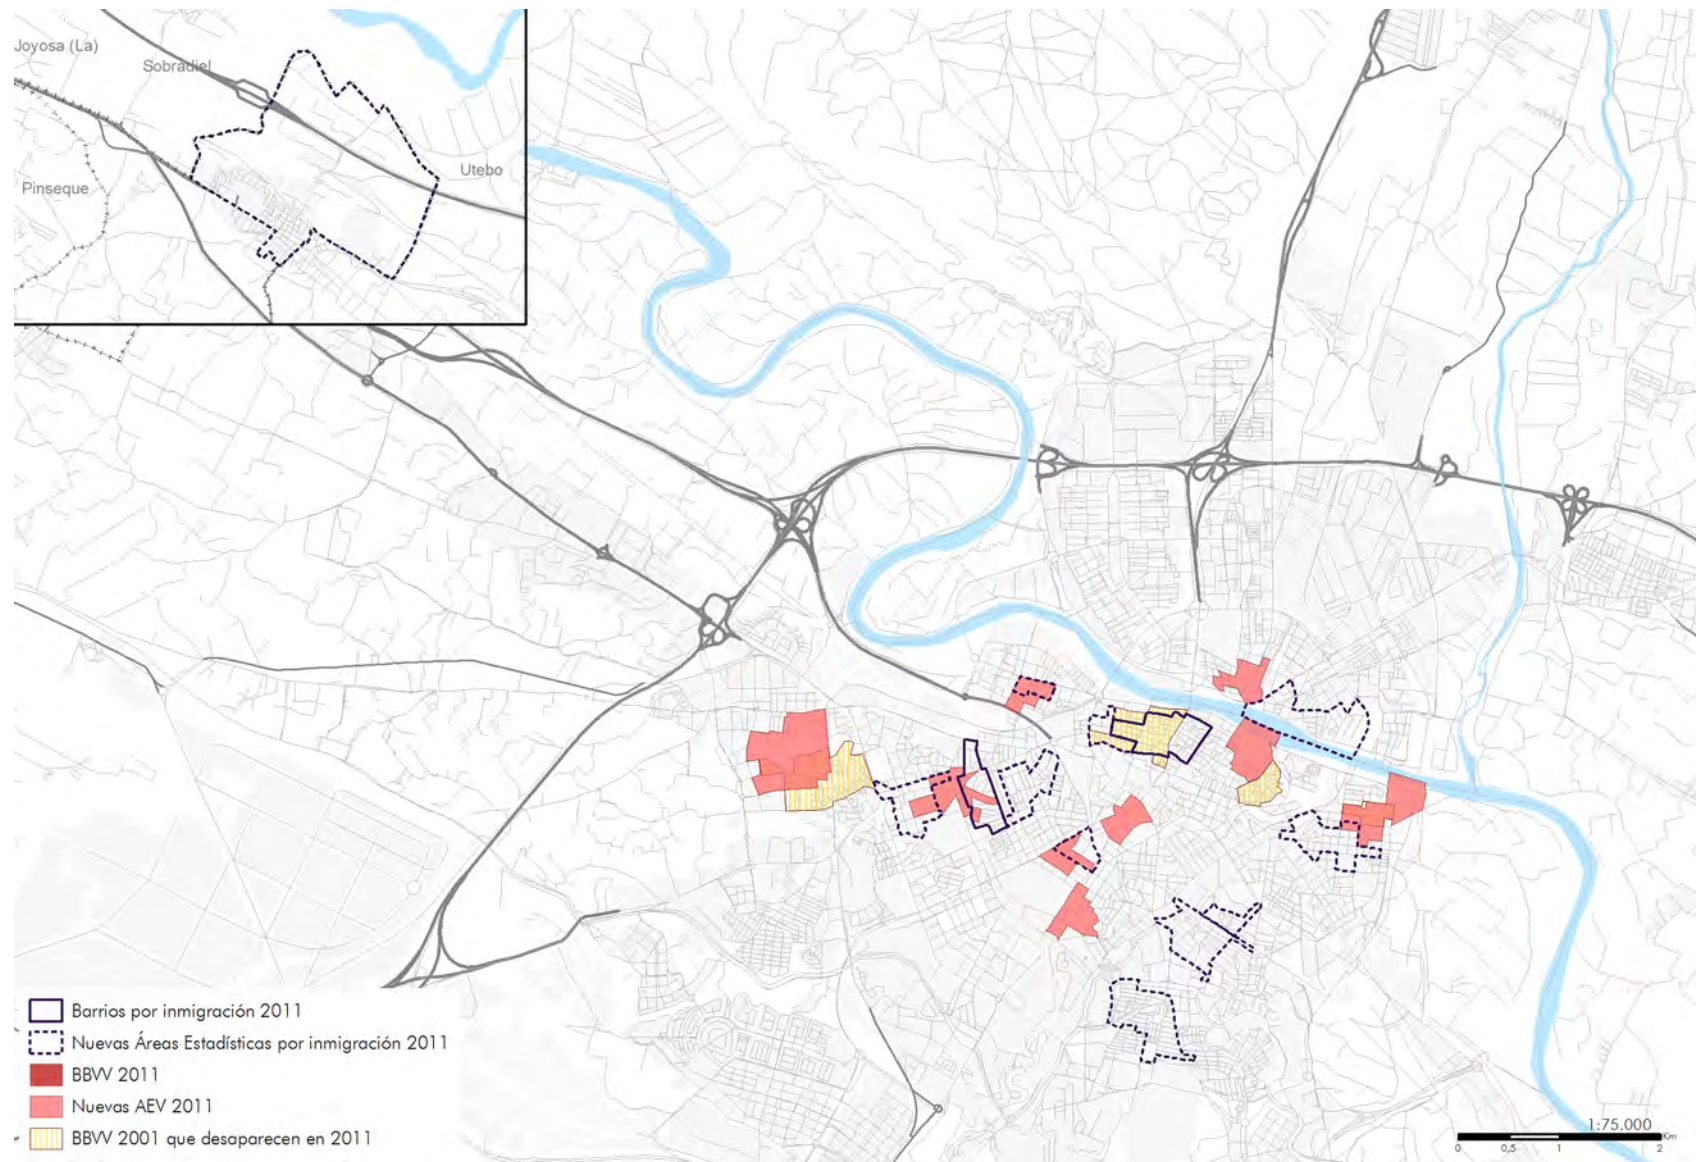 Joyosa (La)
Sobradiel
Utebo
Pinseque
Barrios por inmigración 2011
Nuevas Áreas Estadísticas por inmigración 2011
BBVV 2011
Nuevas AEV 2011
BBVV 2001 que desaparecen en 2011
1:75.000
Km
0 0,5 1 2